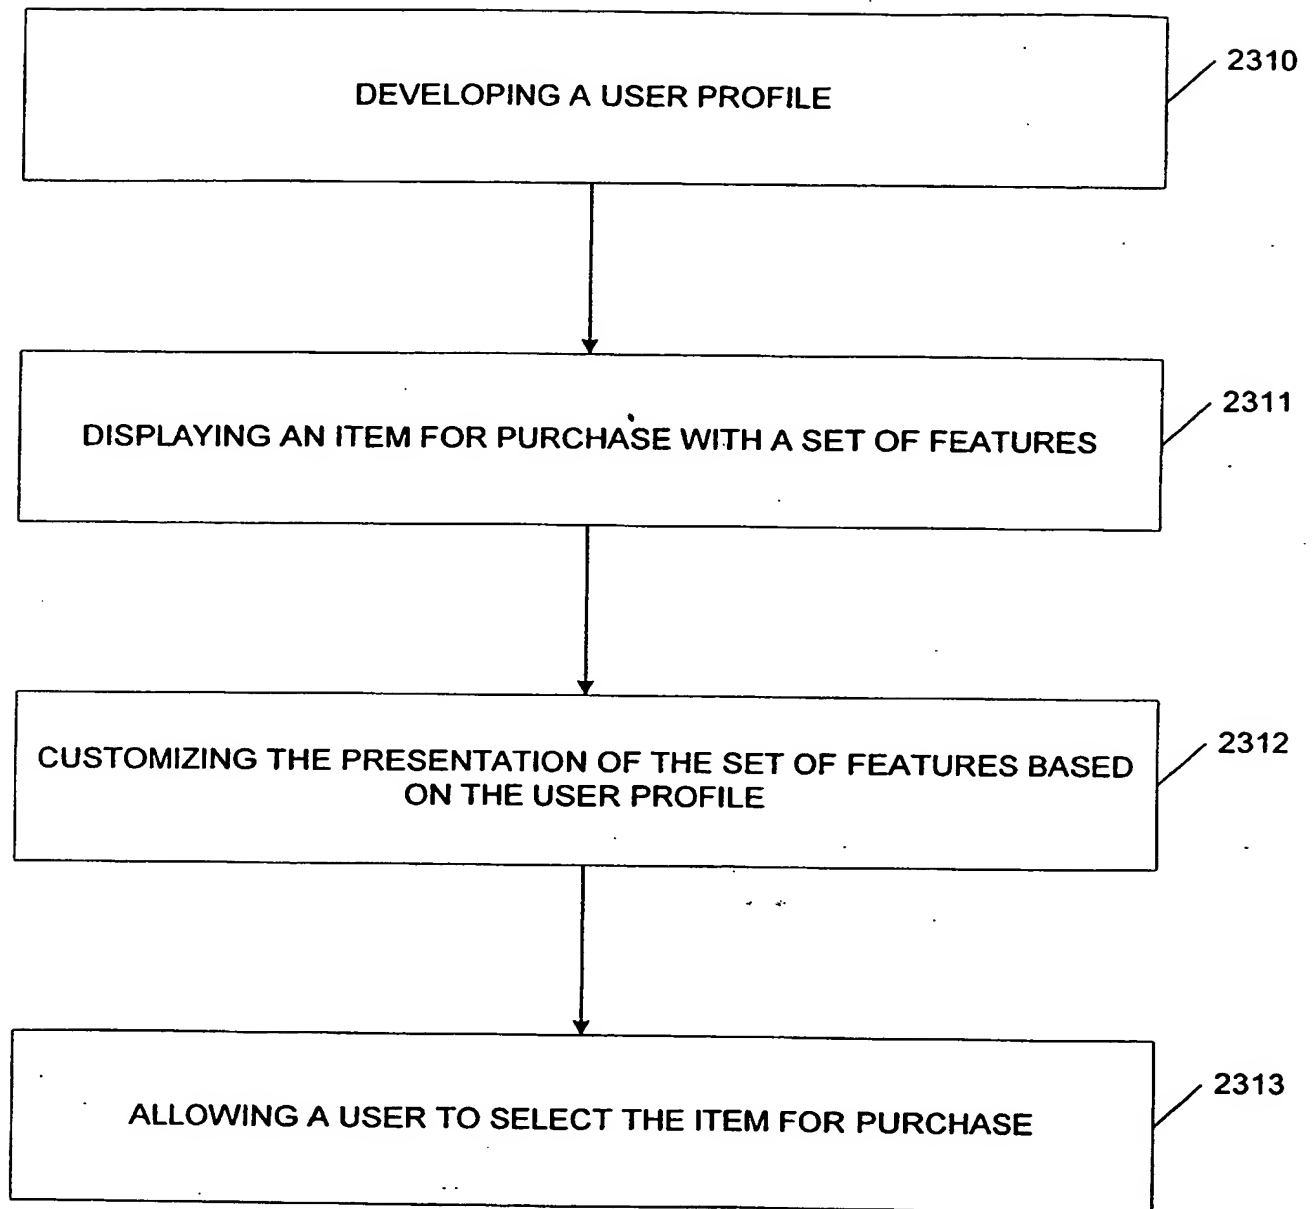 DEVELOPING A USER PROFILE
2310
DISPLAYING AN ITEM FOR PURCHASE WITH A SET OF FEATURES
2311
CUSTOMIZING THE PRESENTATION OF THE SET OF FEATURES BASED
ON THE USER PROFILE
2312
ALLOWING A USER TO SELECT THE ITEM FOR PURCHASE
2313